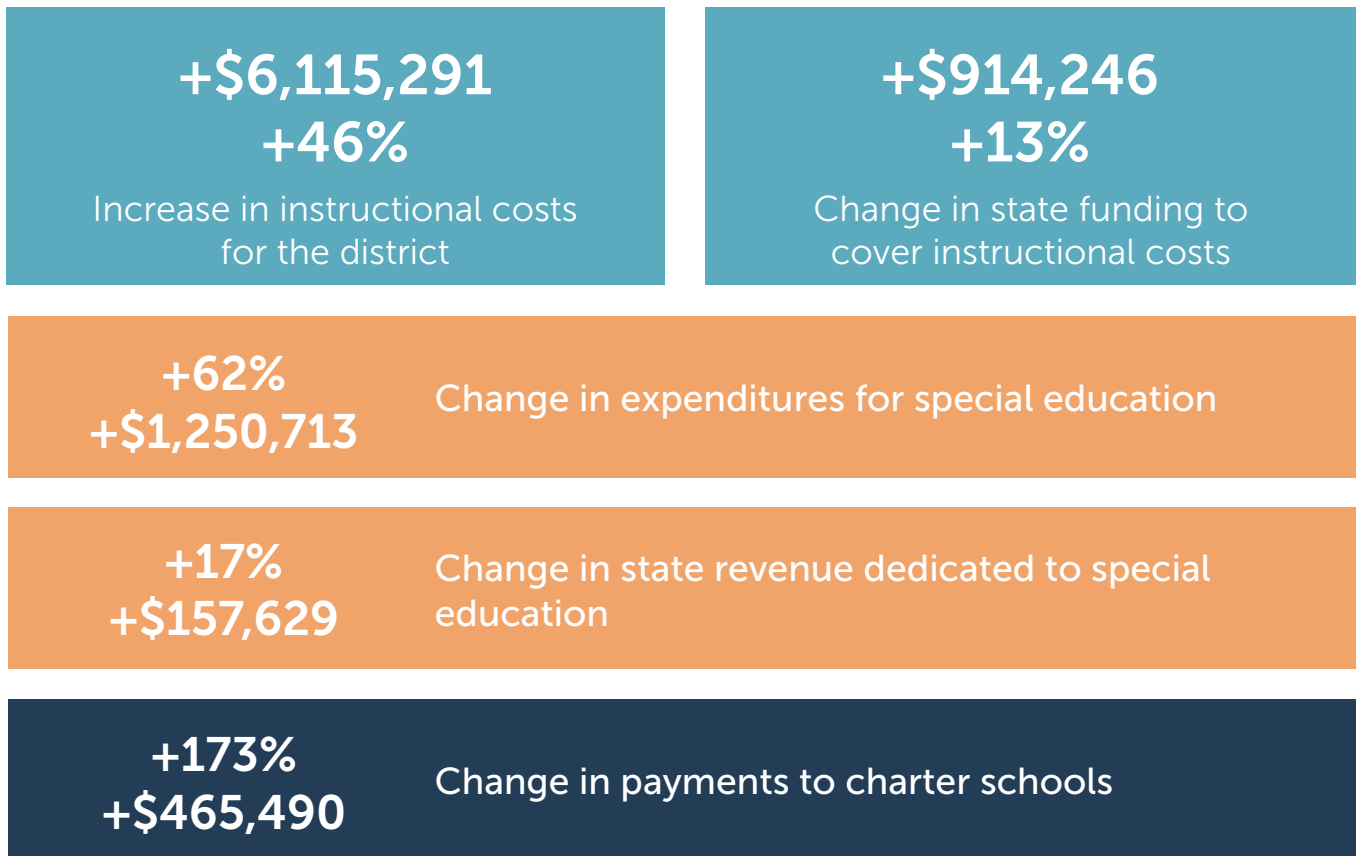 +$6,115,291
+46%
Increase in instructional costs
for the district
+$914,246
+13%
Change in state funding to
cover instructional costs
+62%
+$1,250,713
Change in expenditures for special education
+17%
+$157,629
Change in state revenue dedicated to special
education
+173%
+$465,490
Change in payments to charter schools